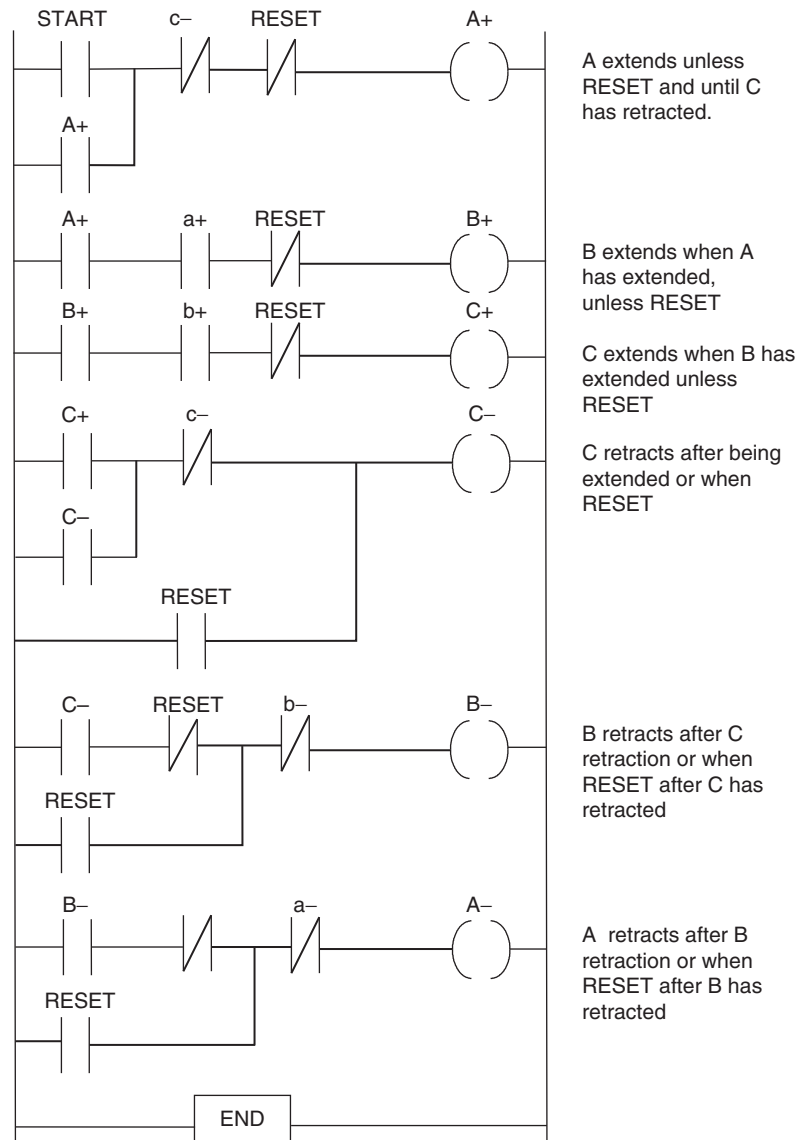 START c– RESET A+
A extends unless
RESET and until C
has retracted.
A+
A+ a+ RESET B+
B extends when A
has extended,
unless RESET
B+ b+ RESET C+
C extends when B has
extended unless
RESET
C+ c– C–
C retracts after being
extended or when
RESET
C–
RESET
C– RESET b– B–
B retracts after C
retraction or when
RESET after C has
retracted
RESET
B– a– A–
A retracts after B
retraction or when
RESET after B has
retracted
RESET
END